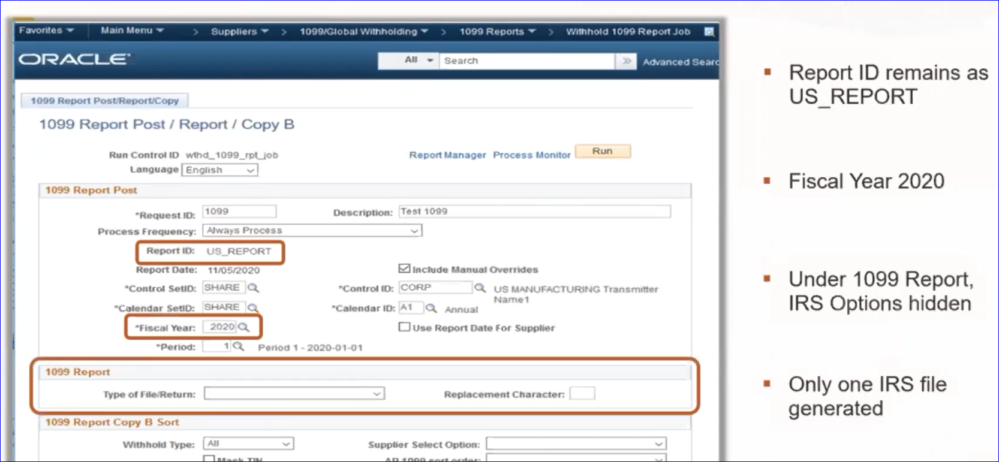 Favorites Main Menu > Suppliers > 1099/Global Withholding > 1099 Reports > Withhold 1099 Report Job
ORACLE All Search » Advanced Searc
1099 Report Post/Report/Copy
1099 Report Post / Report / Copy B
Run Control ID wthd_1099_rpt_job Report Manager Process Monitor Run
Language English
1099 Report Post
*Request ID: 1099 Description: Test 1099
Process Frequency: Always Process
Report ID: US_REPORT
Report Date: 11/05/2020 Include Manual Overrides
*Control SetID: SHARE *Control ID: CORP US MANUFACTURING Transmitter
Name1
*Calendar SetID: SHARE *Calendar ID: A1 Annual
*Fiscal Year: 2020 Use Report Date For Supplier
*Period: 1 Period 1 - 2020-01-01
1099 Report
Type of File/Return: Replacement Character:
1099 Report Copy B Sort
Withhold Type: All Supplier Select Option:
Mask TIN AP 1099 sort order:
Report ID remains as
US_REPORT
Fiscal Year 2020
Under 1099 Report,
IRS Options hidden
Only one IRS file
generated